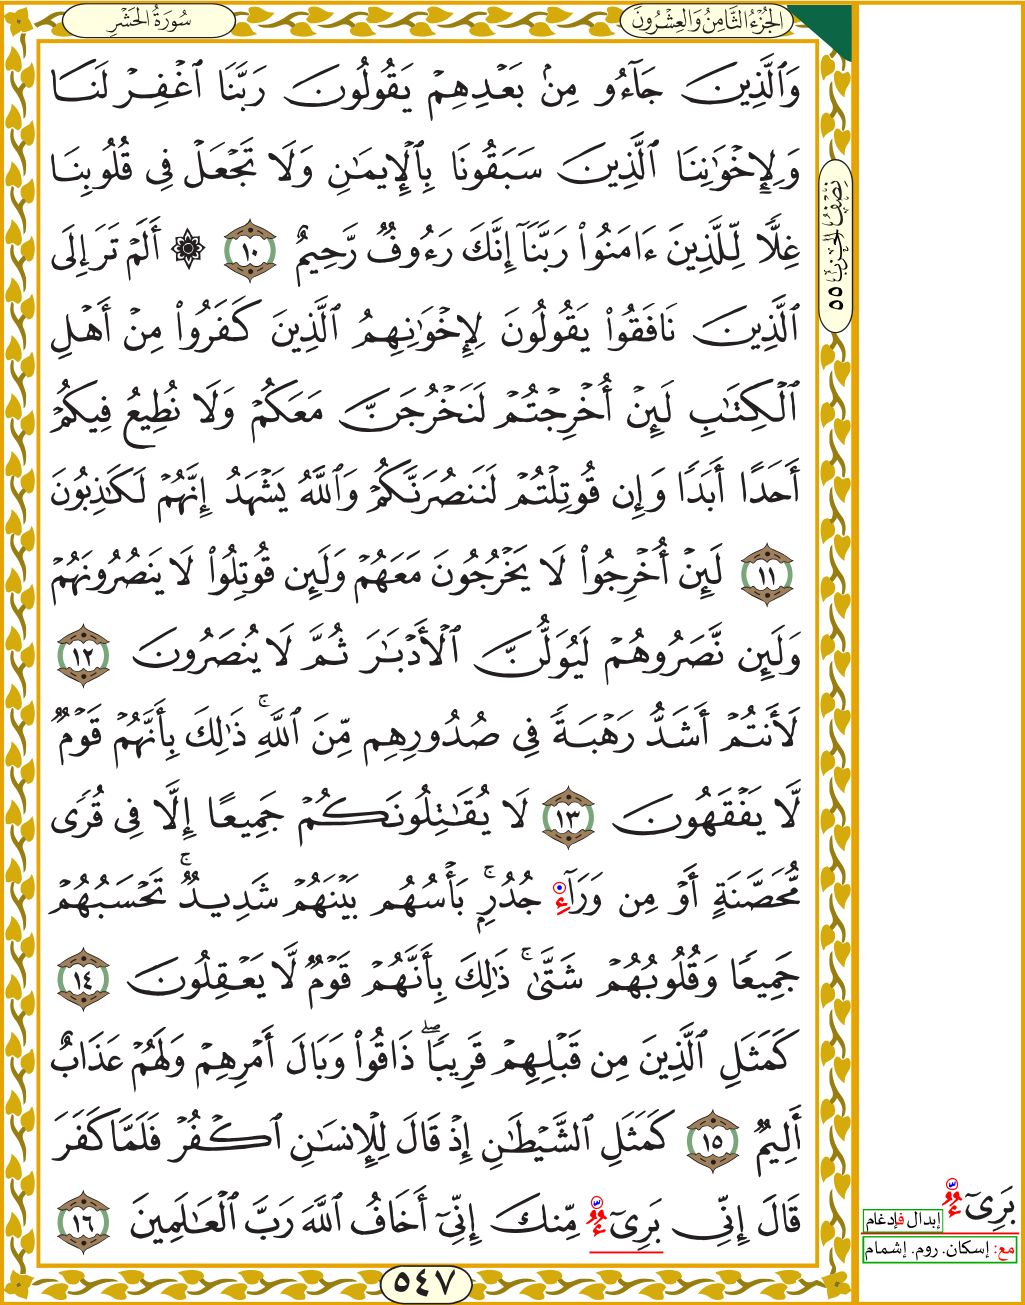 الجُزْءُ الثَّامِنُ وَالعِشْرُونَ
سُورَةُ الحَشْرِ
وَٱلَّذِينَ جَآءُو مِنۢ بَعْدِهِمْ يَقُولُونَ رَبَّنَا ٱغْفِرْ لَنَا
وَلِإِخْوَٰنِنَا ٱلَّذِينَ سَبَقُونَا بِٱلْإِيمَٰنِ وَلَا تَجْعَلْ فِى قُلُوبِنَا
غِلًّا لِّلَّذِينَ ءَامَنُوا۟ رَبَّنَآ إِنَّكَ رَءُوفٌ رَّحِيمٌ ١٠ ۞ أَلَمْ تَرَ إِلَى
ٱلَّذِينَ نَافَقُوا۟ يَقُولُونَ لِإِخْوَٰنِهِمُ ٱلَّذِينَ كَفَرُوا۟ مِنْ أَهْلِ
ٱلْكِتَٰبِ لَئِنْ أُخْرِجْتُمْ لَنَخْرُجَنَّ مَعَكُمْ وَلَا نُطِيعُ فِيكُمْ
أَحَدًا أَبَدًا وَإِن قُوتِلْتُمْ لَنَنصُرَنَّكُمْ وَٱللَّهُ يَشْهَدُ إِنَّهُمْ لَكَٰذِبُونَ
١١ لَئِنْ أُخْرِجُوا۟ لَا يَخْرُجُونَ مَعَهُمْ وَلَئِن قُوتِلُوا۟ لَا يَنصُرُونَهُمْ
وَلَئِن نَّصَرُوهُمْ لَيُوَلُّنَّ ٱلْأَدْبَٰرَ ثُمَّ لَا يُنصَرُونَ ١٢
لَأَنتُمْ أَشَدُّ رَهْبَةً فِى صُدُورِهِم مِّنَ ٱللَّهِ ۚ ذَٰلِكَ بِأَنَّهُمْ قَوْمٌ
لَّا يَفْقَهُونَ ١٣ لَا يُقَٰتِلُونَكُمْ جَمِيعًا إِلَّا فِى قُرًى
مُّحَصَّنَةٍ أَوْ مِن وَرَآءِ جُدُرٍۭ ۚ بَأْسُهُم بَيْنَهُمْ شَدِيدٌ ۚ تَحْسَبُهُمْ
جَمِيعًا وَقُلُوبُهُمْ شَتَّىٰ ۚ ذَٰلِكَ بِأَنَّهُمْ قَوْمٌ لَّا يَعْقِلُونَ ١٤
كَمَثَلِ ٱلَّذِينَ مِن قَبْلِهِمْ قَرِيبًا ۖ ذَاقُوا۟ وَبَالَ أَمْرِهِمْ وَلَهُمْ عَذَابٌ
أَلِيمٌ ١٥ كَمَثَلِ ٱلشَّيْطَٰنِ إِذْ قَالَ لِلْإِنسَٰنِ ٱكْفُرْ فَلَمَّا كَفَرَ
قَالَ إِنِّى بَرِىٓءٌ مِّنكَ إِنِّىٓ أَخَافُ ٱللَّهَ رَبَّ ٱلْعَٰلَمِينَ ١٦
٥٤٧
نِصْفُ الحِزْبِ ٥٥
بَرِىٓءٌ
إبدال فإدغام
مع: إسكان. روم. إشمام